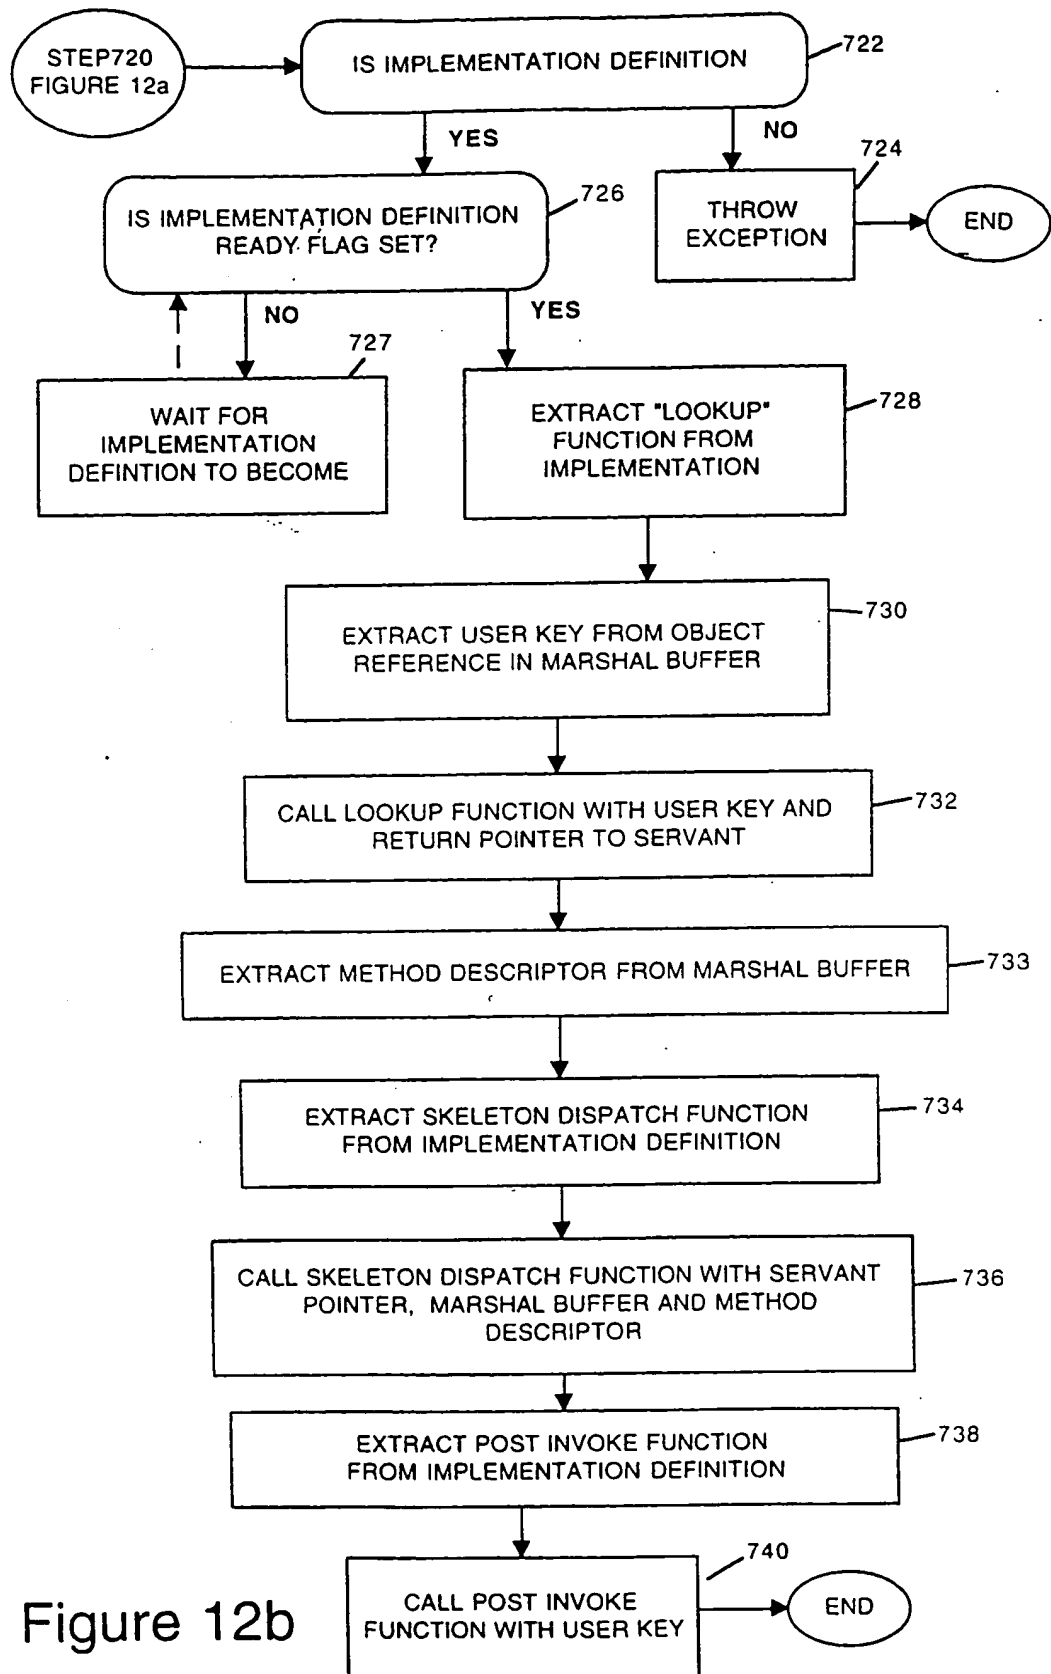 STEP720
FIGURE 12a
IS IMPLEMENTATION DEFINITION
722
YES
NO
724
IS IMPLEMENTATION DEFINITION
READY FLAG SET?
726
THROW
EXCEPTION
END
NO
YES
727
WAIT FOR
IMPLEMENTATION
DEFINTION TO BECOME
EXTRACT "LOOKUP"
FUNCTION FROM
IMPLEMENTATION
728
EXTRACT USER KEY FROM OBJECT
REFERENCE IN MARSHAL BUFFER
730
CALL LOOKUP FUNCTION WITH USER KEY AND
RETURN POINTER TO SERVANT
732
EXTRACT METHOD DESCRIPTOR FROM MARSHAL BUFFER
733
EXTRACT SKELETON DISPATCH FUNCTION
FROM IMPLEMENTATION DEFINITION
734
CALL SKELETON DISPATCH FUNCTION WITH SERVANT
POINTER, MARSHAL BUFFER AND METHOD
DESCRIPTOR
736
EXTRACT POST INVOKE FUNCTION
FROM IMPLEMENTATION DEFINITION
738
740
CALL POST INVOKE
FUNCTION WITH USER KEY
END
Figure 12b